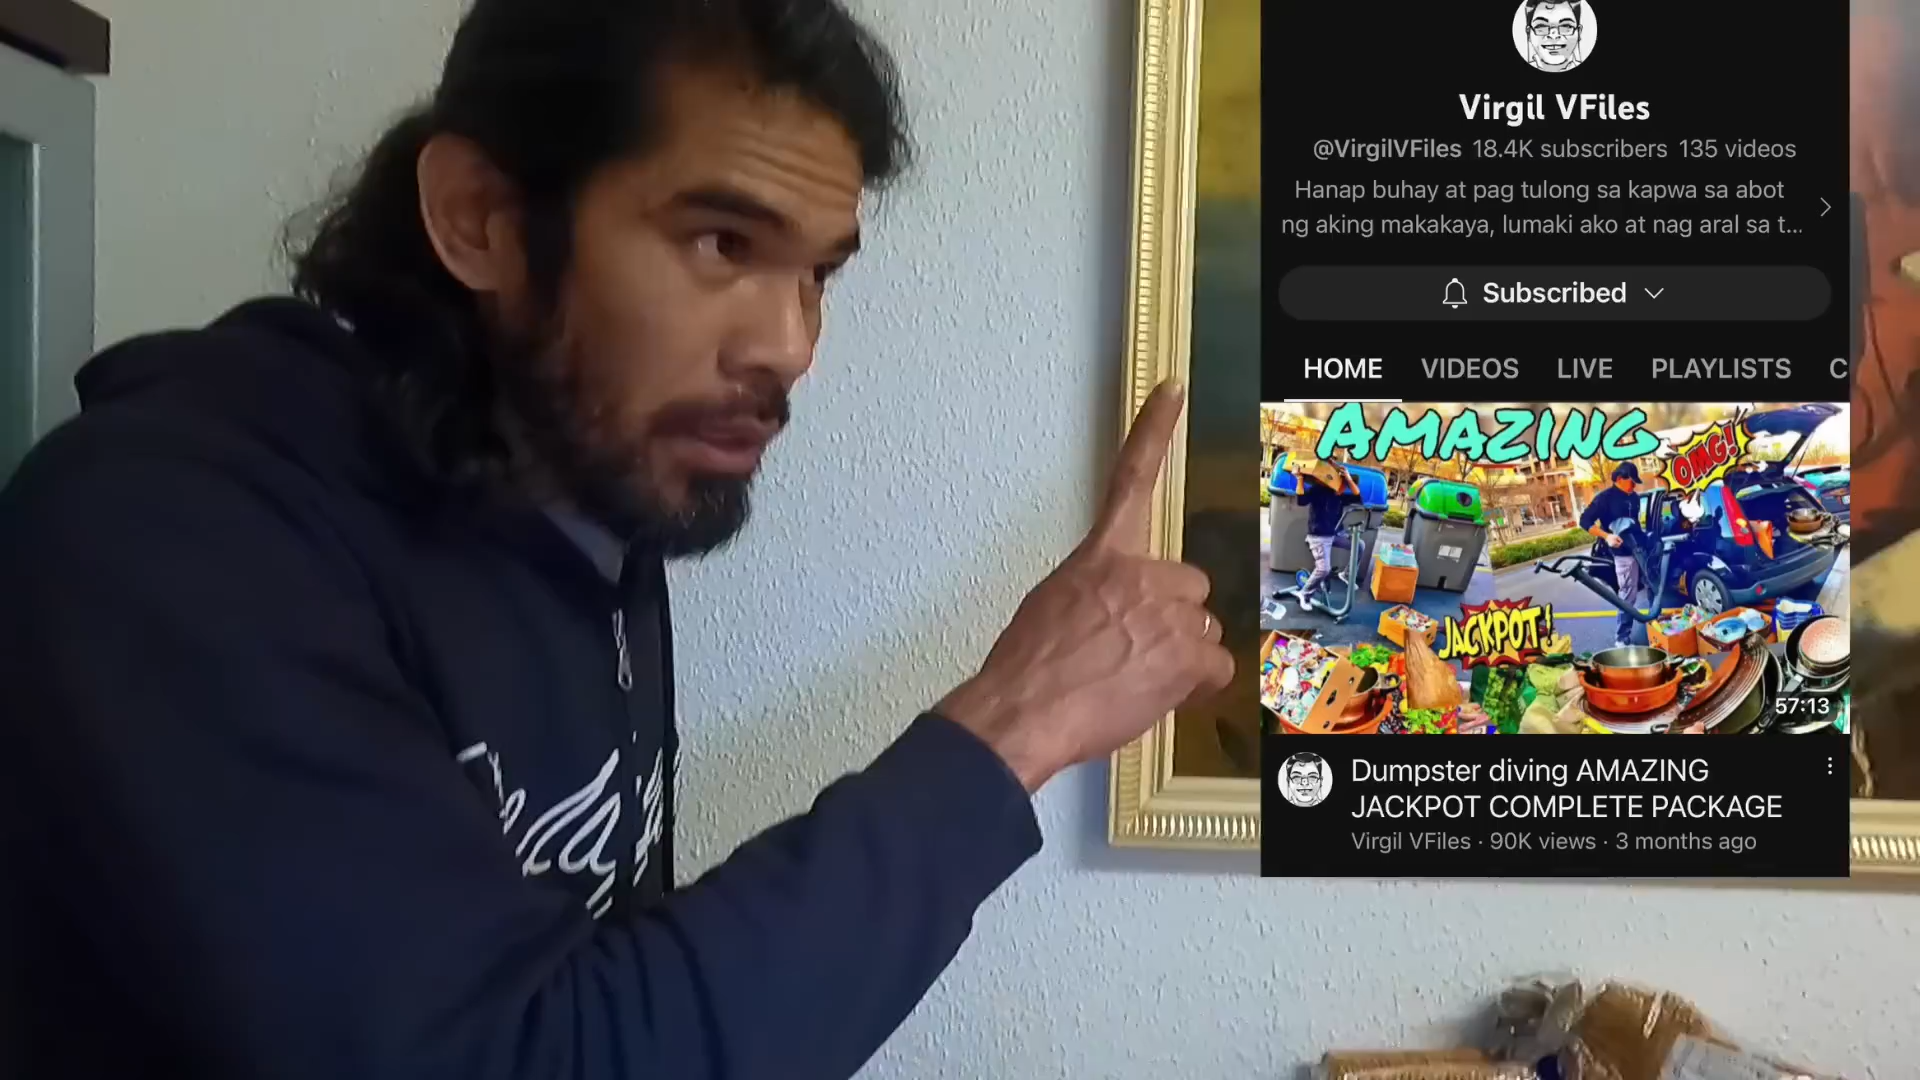 Virgil VFiles
@VirgilVFiles 18.4K subscribers 135 videos
Hanap buhay at pag tulong sa kapwa sa abot
ng aking makakaya, lumaki ako at nag aral sa t...
Subscribed
HOME VIDEOS LIVE PLAYLISTS C
AMAZING
OMG!
JACKPOT!
57:13
Dumpster diving AMAZING
JACKPOT COMPLETE PACKAGE
Virgil VFiles · 90K views · 3 months ago